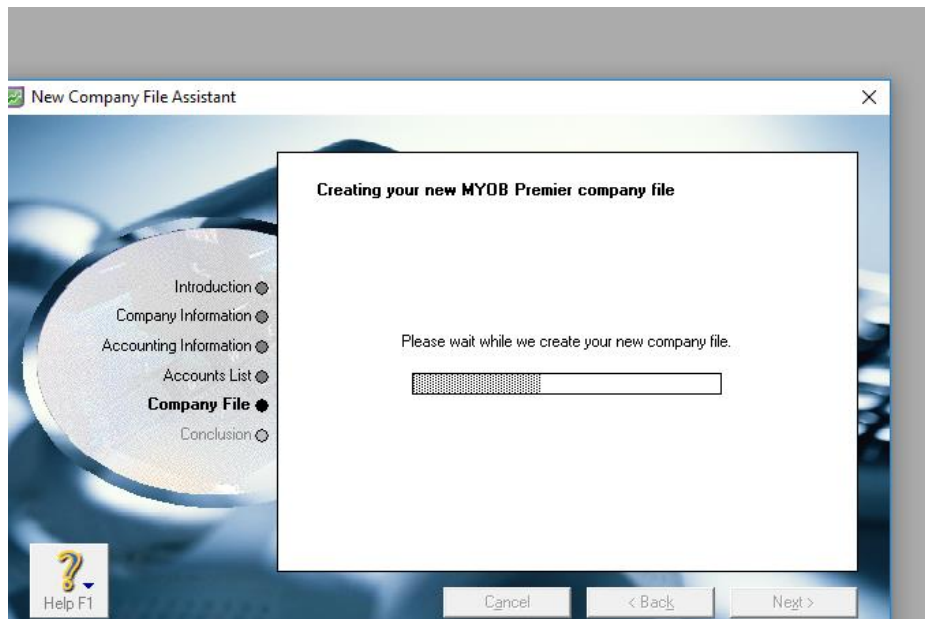 New Company File Assistant
Creating your new MYOB Premier company file
Introduction
Company Information
Accounting Information
Accounts List
Company File
Conclusion
Please wait while we create your new company file.
Help F1
Cancel
< Back
Next >